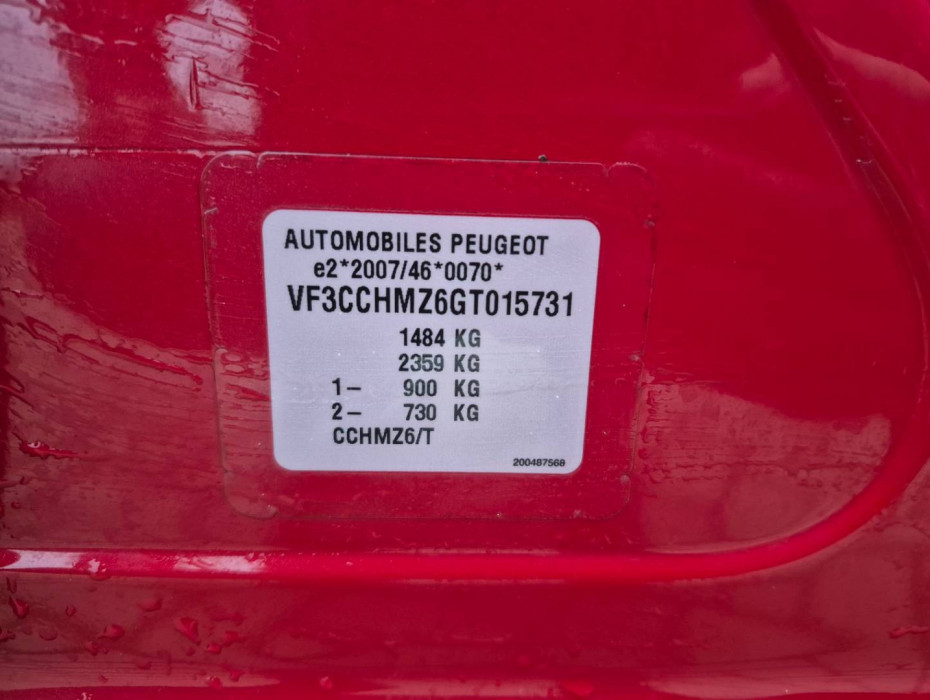 AUTOMOBILES PEUGEOT
e2*2007/46*0070*
VF3CCHMZ6GT015731
1484 KG
2359 KG
1– 900 KG
2– 730 KG
CCHMZ6/T
200487568